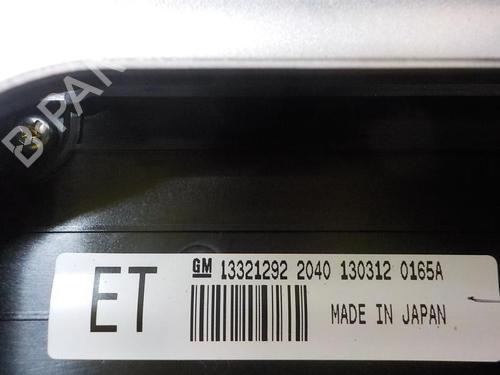 B-PARTS
ET GM 13321292 2040 130312 0165A
MADE IN JAPAN